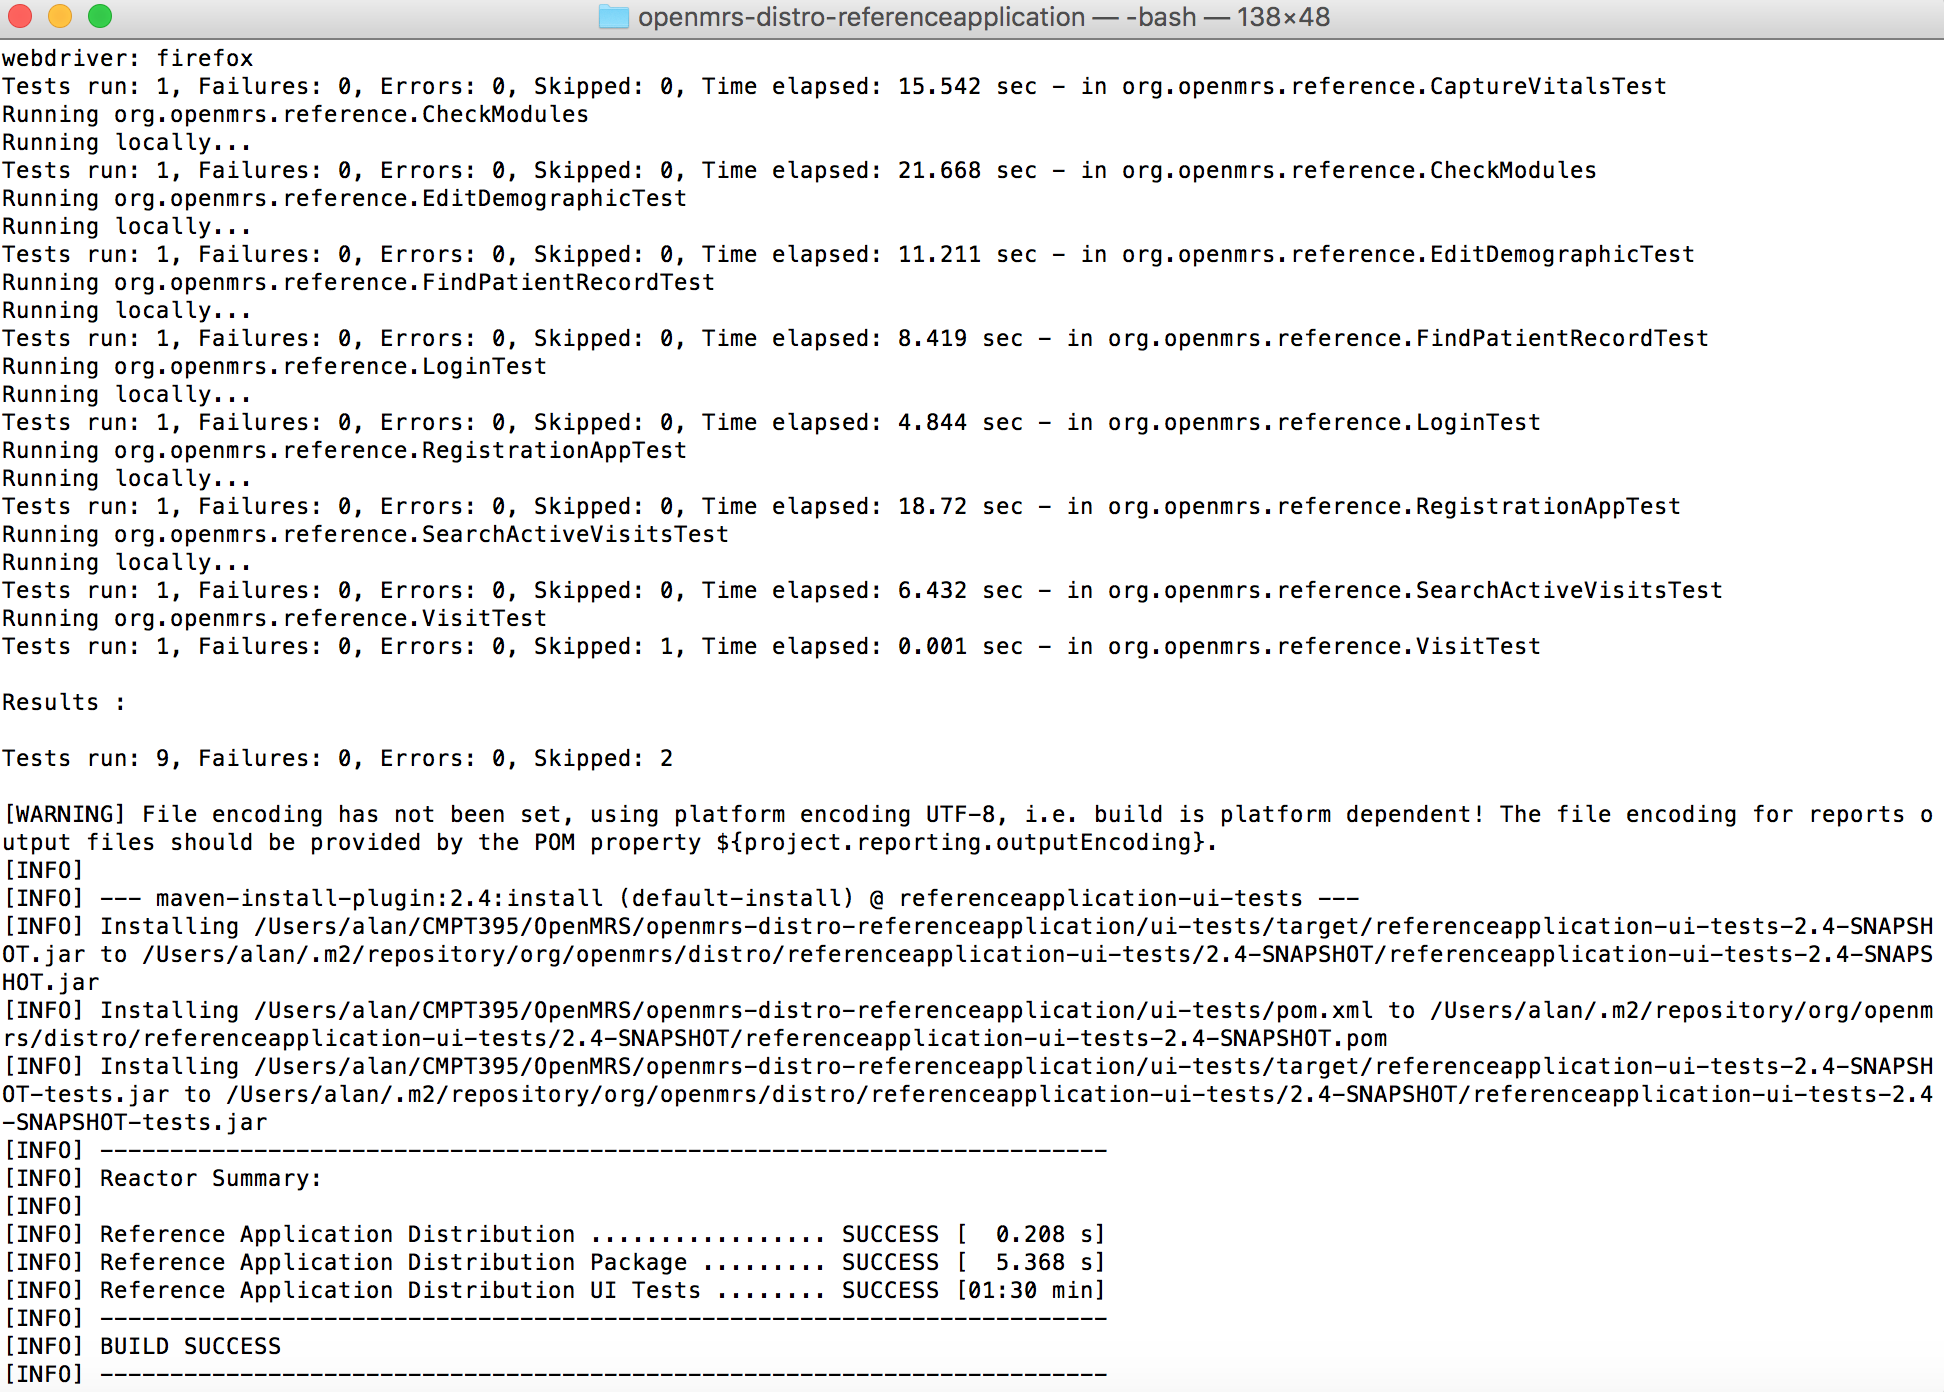 openmrs-distro-referenceapplication — -bash — 138×48
webdriver: firefox
Tests run: 1, Failures: 0, Errors: 0, Skipped: 0, Time elapsed: 15.542 sec - in org.openmrs.reference.CaptureVitalsTest
Running org.openmrs.reference.CheckModules
Running locally...
Tests run: 1, Failures: 0, Errors: 0, Skipped: 0, Time elapsed: 21.668 sec - in org.openmrs.reference.CheckModules
Running org.openmrs.reference.EditDemographicTest
Running locally...
Tests run: 1, Failures: 0, Errors: 0, Skipped: 0, Time elapsed: 11.211 sec - in org.openmrs.reference.EditDemographicTest
Running org.openmrs.reference.FindPatientRecordTest
Running locally...
Tests run: 1, Failures: 0, Errors: 0, Skipped: 0, Time elapsed: 8.419 sec - in org.openmrs.reference.FindPatientRecordTest
Running org.openmrs.reference.LoginTest
Running locally...
Tests run: 1, Failures: 0, Errors: 0, Skipped: 0, Time elapsed: 4.844 sec - in org.openmrs.reference.LoginTest
Running org.openmrs.reference.RegistrationAppTest
Running locally...
Tests run: 1, Failures: 0, Errors: 0, Skipped: 0, Time elapsed: 18.72 sec - in org.openmrs.reference.RegistrationAppTest
Running org.openmrs.reference.SearchActiveVisitsTest
Running locally...
Tests run: 1, Failures: 0, Errors: 0, Skipped: 0, Time elapsed: 6.432 sec - in org.openmrs.reference.SearchActiveVisitsTest
Running org.openmrs.reference.VisitTest
Tests run: 1, Failures: 0, Errors: 0, Skipped: 1, Time elapsed: 0.001 sec - in org.openmrs.reference.VisitTest
Results :
Tests run: 9, Failures: 0, Errors: 0, Skipped: 2
[WARNING] File encoding has not been set, using platform encoding UTF-8, i.e. build is platform dependent! The file encoding for reports o
utput files should be provided by the POM property ${project.reporting.outputEncoding}.
[INFO]
[INFO] --- maven-install-plugin:2.4:install (default-install) @ referenceapplication-ui-tests ---
[INFO] Installing /Users/alan/CMPT395/OpenMRS/openmrs-distro-referenceapplication/ui-tests/target/referenceapplication-ui-tests-2.4-SNAPSH
OT.jar to /Users/alan/.m2/repository/org/openmrs/distro/referenceapplication-ui-tests/2.4-SNAPSHOT/referenceapplication-ui-tests-2.4-SNAPS
HOT.jar
[INFO] Installing /Users/alan/CMPT395/OpenMRS/openmrs-distro-referenceapplication/ui-tests/pom.xml to /Users/alan/.m2/repository/org/openm
rs/distro/referenceapplication-ui-tests/2.4-SNAPSHOT/referenceapplication-ui-tests-2.4-SNAPSHOT.pom
[INFO] Installing /Users/alan/CMPT395/OpenMRS/openmrs-distro-referenceapplication/ui-tests/target/referenceapplication-ui-tests-2.4-SNAPSH
OT-tests.jar to /Users/alan/.m2/repository/org/openmrs/distro/referenceapplication-ui-tests/2.4-SNAPSHOT/referenceapplication-ui-tests-2.4
-SNAPSHOT-tests.jar
[INFO] ------------------------------------------------------------------------
[INFO] Reactor Summary:
[INFO]
[INFO] Reference Application Distribution ................. SUCCESS [  0.208 s]
[INFO] Reference Application Distribution Package ......... SUCCESS [  5.368 s]
[INFO] Reference Application Distribution UI Tests ........ SUCCESS [01:30 min]
[INFO] ------------------------------------------------------------------------
[INFO] BUILD SUCCESS
[INFO] ------------------------------------------------------------------------